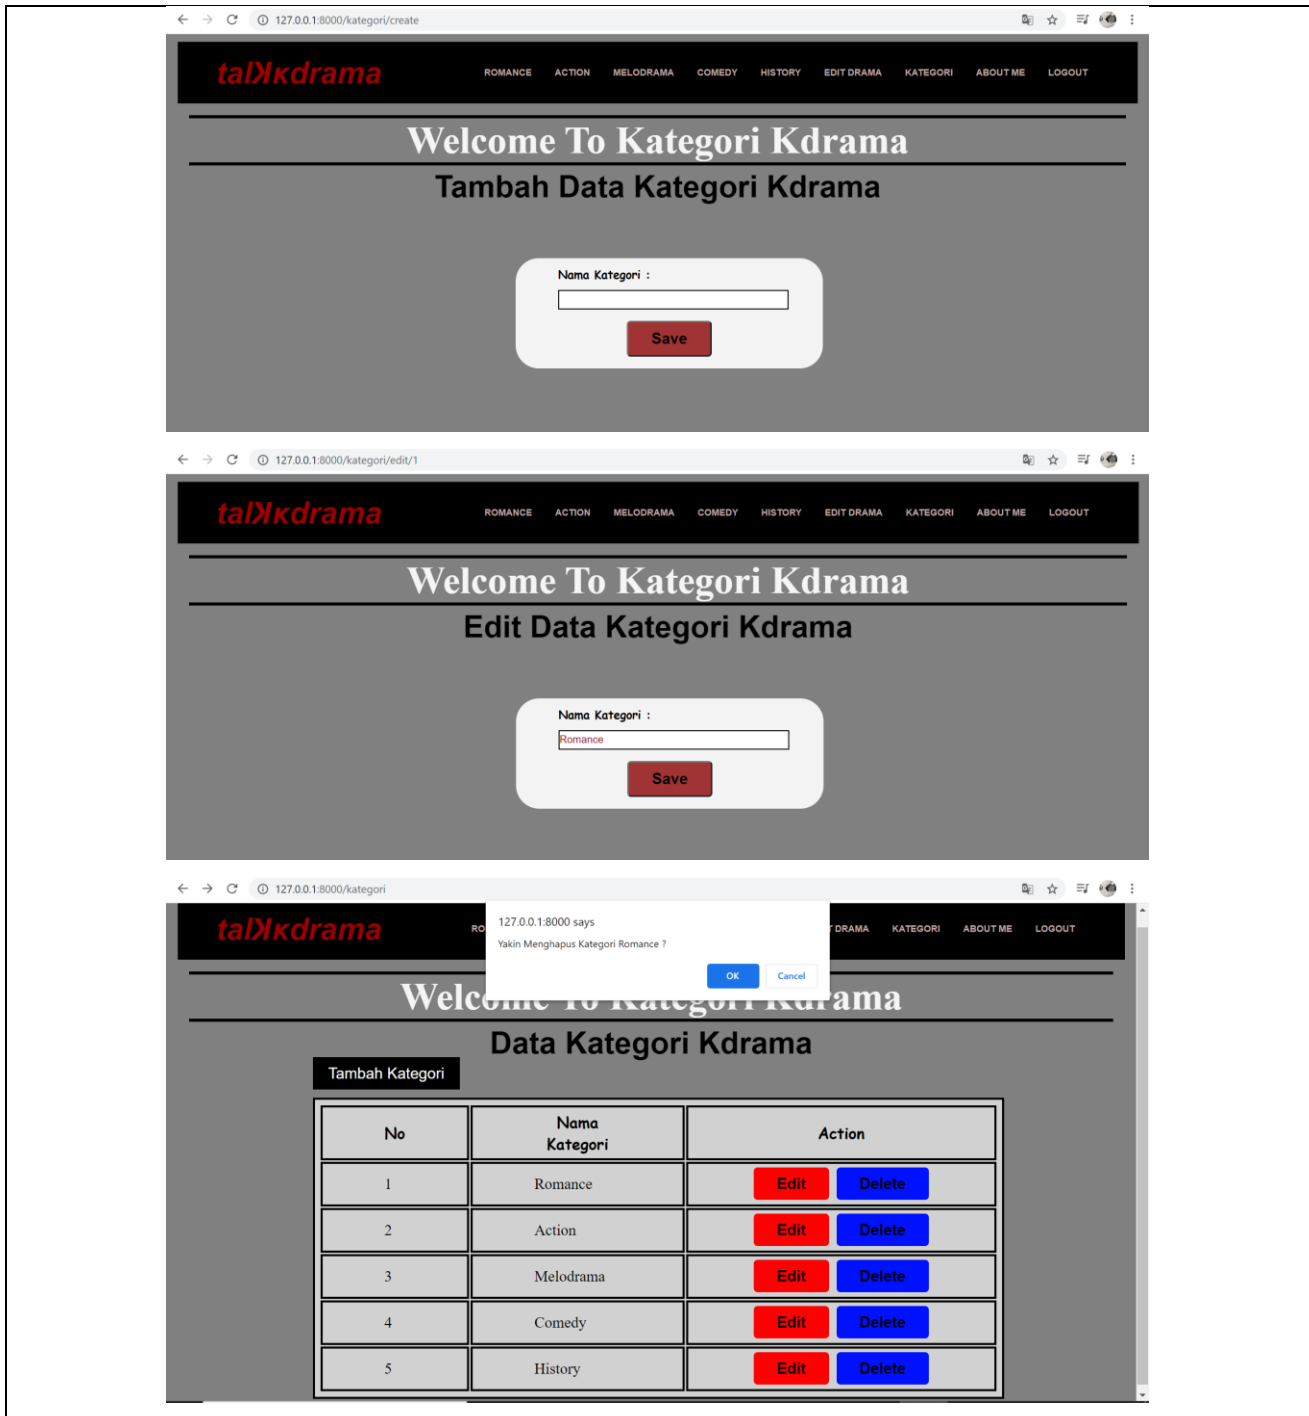 127.0.0.1:8000/kategori/create
talKKdrama ROMANCE ACTION MELODRAMA COMEDY HISTORY EDIT DRAMA KATEGORI ABOUT ME LOGOUT
Welcome To Kategori Kdrama
Tambah Data Kategori Kdrama
Nama Kategori :
Save
127.0.0.1:8000/kategori/edit/1
talKKdrama ROMANCE ACTION MELODRAMA COMEDY HISTORY EDIT DRAMA KATEGORI ABOUT ME LOGOUT
Welcome To Kategori Kdrama
Edit Data Kategori Kdrama
Nama Kategori :
Romance
Save
127.0.0.1:8000/kategori
talKKdrama RO DRAMA KATEGORI ABOUT ME LOGOUT
127.0.0.1:8000 says
Yakin Menghapus Kategori Romance ?
OK Cancel
Welcome To Kategori Kdrama
Data Kategori Kdrama
Tambah Kategori
No Nama Kategori Action
1 Romance Edit Delete
2 Action Edit Delete
3 Melodrama Edit Delete
4 Comedy Edit Delete
5 History Edit Delete